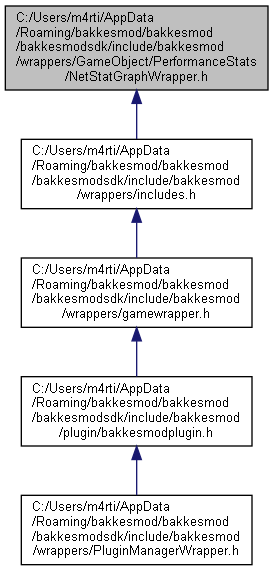 C:/Users/m4rti/AppData
/Roaming/bakkesmod/bakkesmod
/bakkesmodsdk/include/bakkesmod
/wrappers/GameObject/PerformanceStats
/NetStatGraphWrapper.h
C:/Users/m4rti/AppData
/Roaming/bakkesmod/bakkesmod
/bakkesmodsdk/include/bakkesmod
/wrappers/includes.h
C:/Users/m4rti/AppData
/Roaming/bakkesmod/bakkesmod
/bakkesmodsdk/include/bakkesmod
/wrappers/gamewrapper.h
C:/Users/m4rti/AppData
/Roaming/bakkesmod/bakkesmod
/bakkesmodsdk/include/bakkesmod
/plugin/bakkesmodplugin.h
C:/Users/m4rti/AppData
/Roaming/bakkesmod/bakkesmod
/bakkesmodsdk/include/bakkesmod
/wrappers/PluginManagerWrapper.h